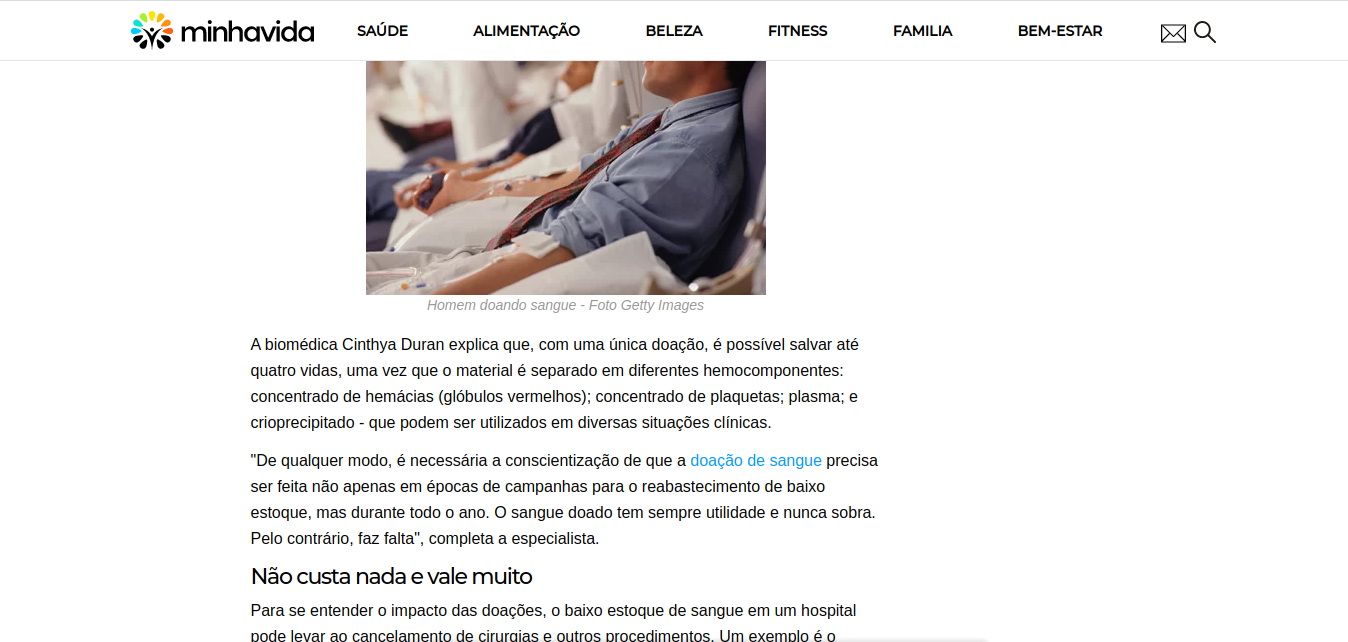 minhavida SAÚDE ALIMENTAÇÃO BELEZA FITNESS FAMILIA BEM-ESTAR
Homem doando sangue - Foto Getty Images
A biomédica Cinthya Duran explica que, com uma única doação, é possível salvar até
quatro vidas, uma vez que o material é separado em diferentes hemocomponentes:
concentrado de hemácias (glóbulos vermelhos); concentrado de plaquetas; plasma; e
crioprecipitado - que podem ser utilizados em diversas situações clínicas.
"De qualquer modo, é necessária a conscientização de que a doação de sangue precisa
ser feita não apenas em épocas de campanhas para o reabastecimento de baixo
estoque, mas durante todo o ano. O sangue doado tem sempre utilidade e nunca sobra.
Pelo contrário, faz falta", completa a especialista.
Não custa nada e vale muito
Para se entender o impacto das doações, o baixo estoque de sangue em um hospital
pode levar ao cancelamento de cirurgias e outros procedimentos. Um exemplo é o